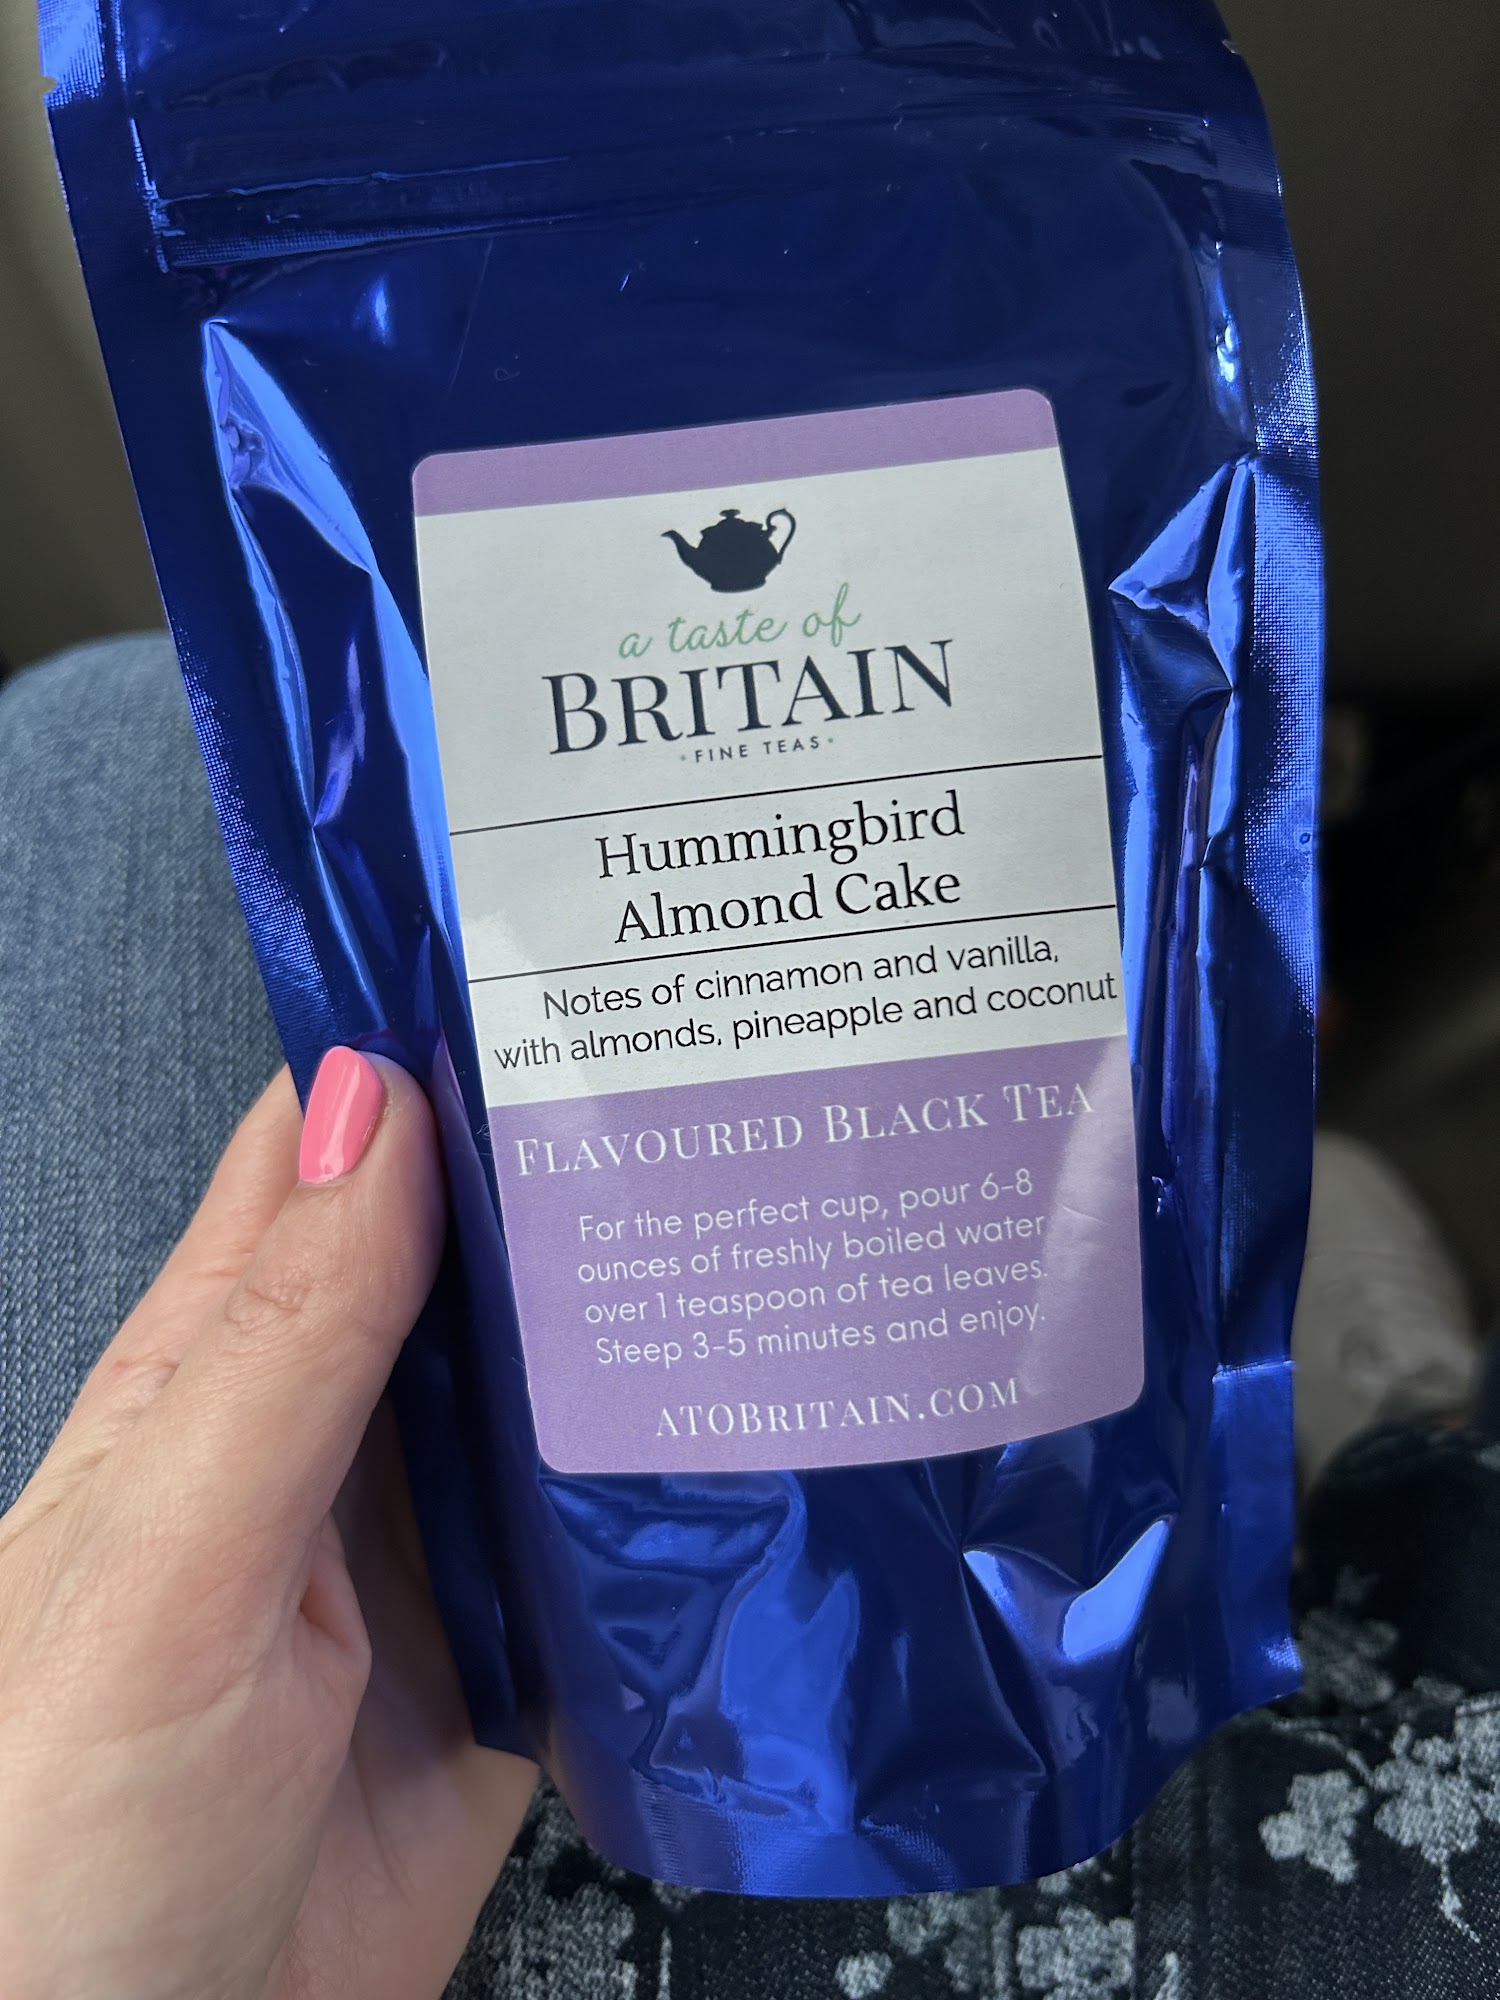 a taste of
BRITAIN
• FINE TEAS •
Hummingbird
Almond Cake
Notes of cinnamon and vanilla,
with almonds, pineapple and coconut
FLAVOURED BLACK TEA
For the perfect cup, pour 6-8
ounces of freshly boiled water
over 1 teaspoon of tea leaves.
Steep 3-5 minutes and enjoy.
ATOBRITAIN.COM